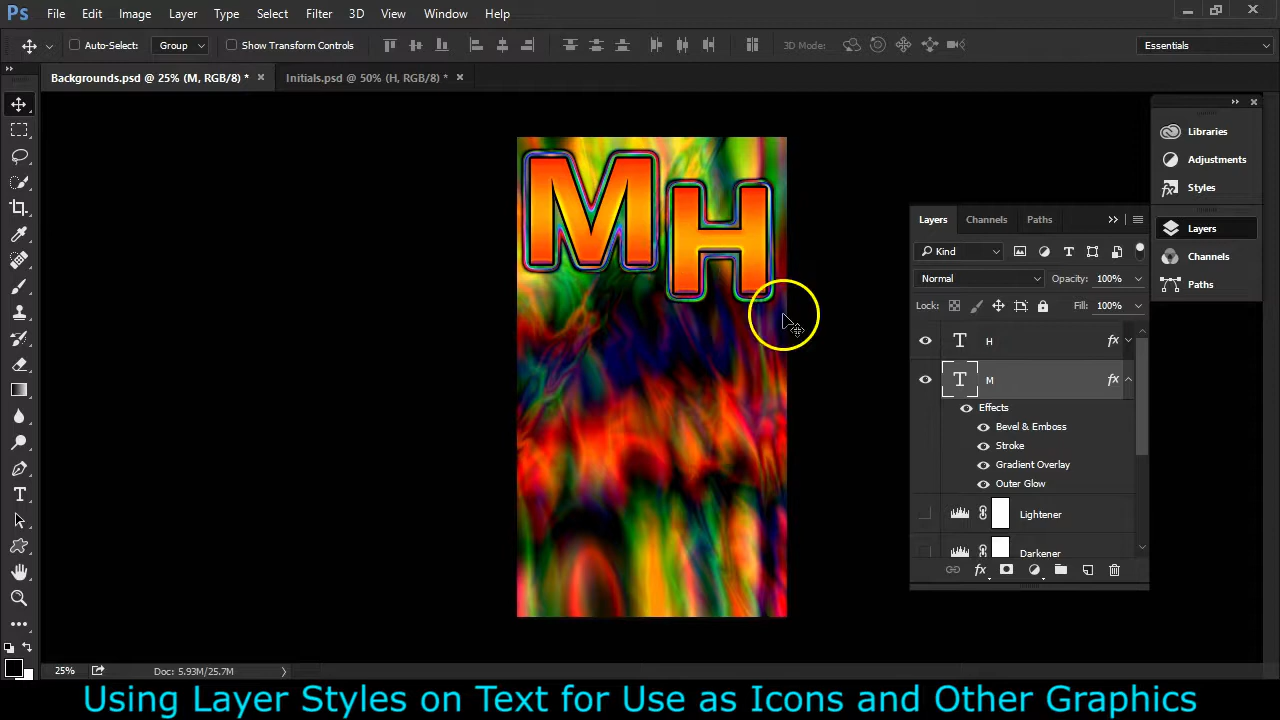 Ps File Edit Image Layer Type Select Filter 3D View Window Help
Auto-Select: Group Show Transform Controls 3D Mode: Essentials
Backgrounds.psd @ 25% (M, RGB/8) * Initials.psd @ 50% (H, RGB/8) *
Libraries
Adjustments
Styles
Layers
Channels
Paths
M
H
Layers Channels Paths
Kind
Normal Opacity: 100%
Lock: Fill: 100%
T H fx
T M fx
Effects
Bevel & Emboss
Stroke
Gradient Overlay
Outer Glow
Lightener
Darkener
fx
25% Doc: 5.93M/25.7M
Using Layer Styles on Text for Use as Icons and Other Graphics